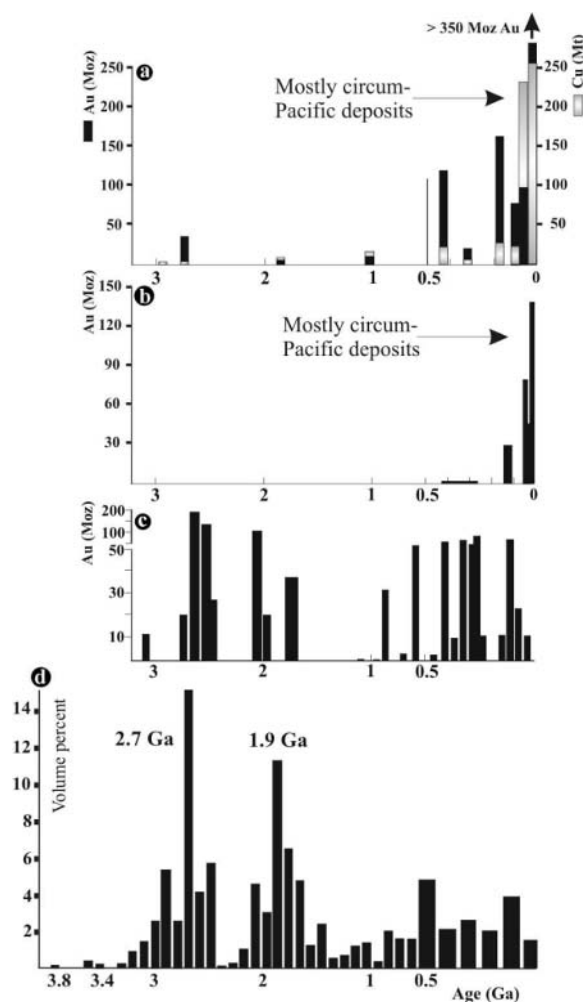 > 350 Moz Au
a
Au (Moz)
Cu (Mt)
250
200
150
100
50
Mostly circum-
Pacific deposits
250
200
150
100
50
3
2
1
0.5
0
b
Au (Moz)
150
120
90
60
30
Mostly circum-
Pacific deposits
3
2
1
0.5
0
c
Au (Moz)
200
100
50
30
10
3
2
1
0.5
d
Volume percent
14
12
10
8
6
4
2
2.7 Ga
1.9 Ga
3.8
3.4
3
2
1
0.5
Age (Ga)